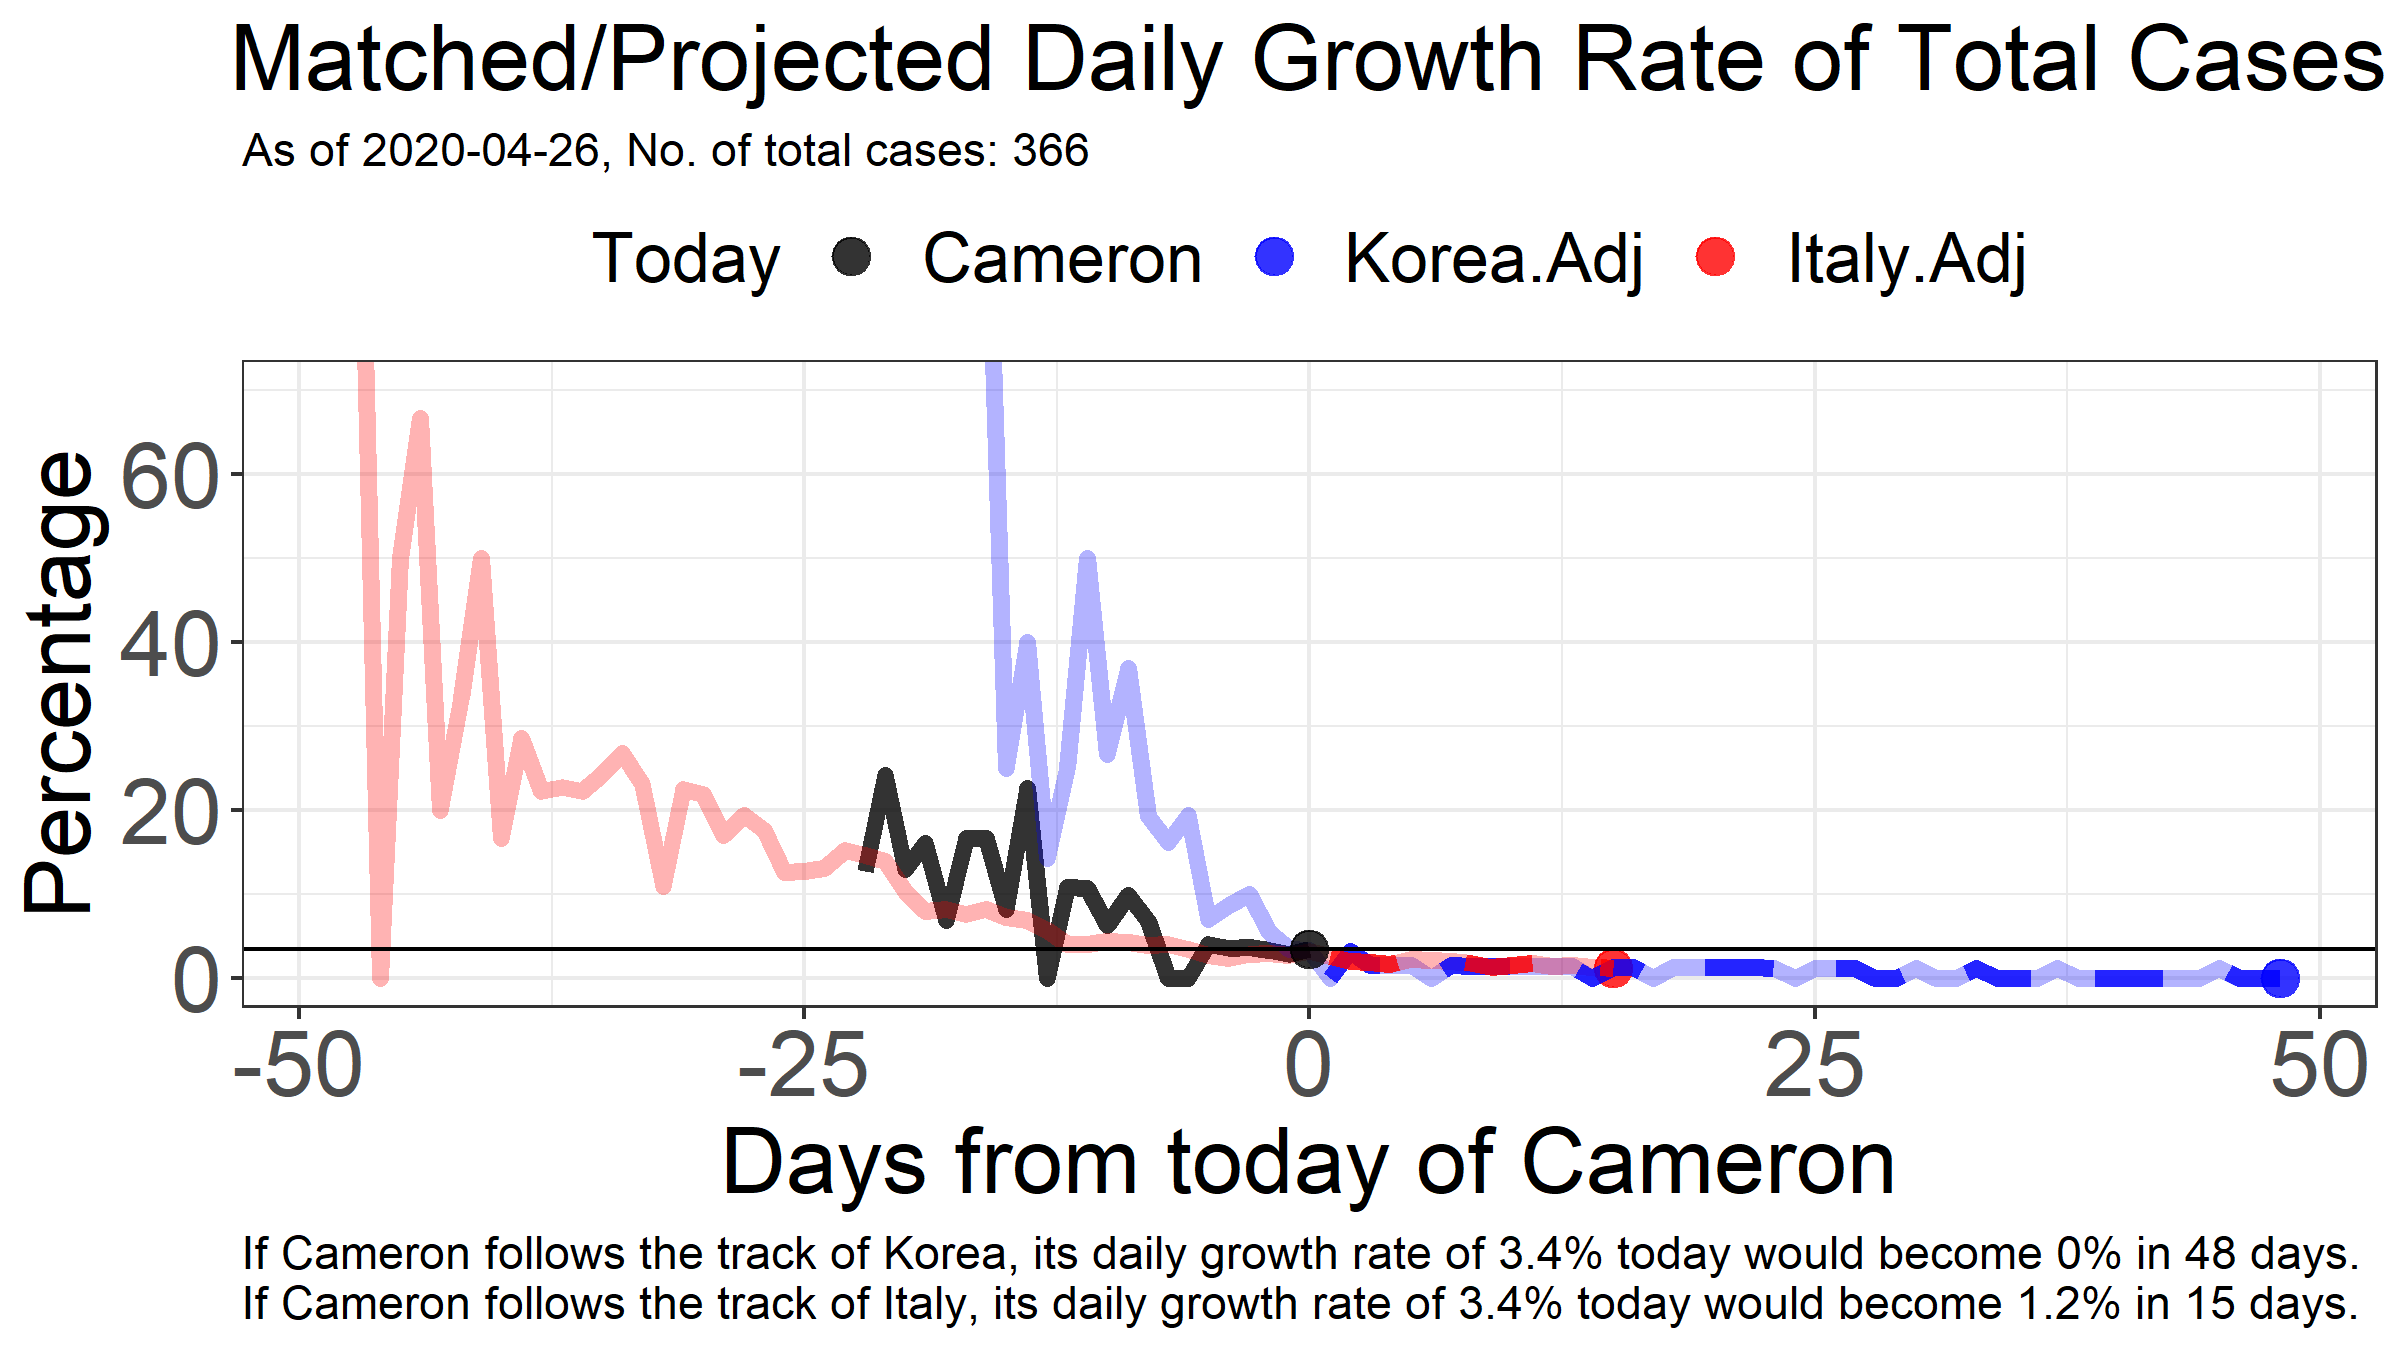 Matched/Projected Daily Growth Rate of Total Cases
As of 2020-04-26, No. of total cases: 366
Today Cameron Korea.Adj Italy.Adj
Percentage
60
40
20
0
-50 -25 0 25 50
Days from today of Cameron
If Cameron follows the track of Korea, its daily growth rate of 3.4% today would become 0% in 48 days.
If Cameron follows the track of Italy, its daily growth rate of 3.4% today would become 1.2% in 15 days.